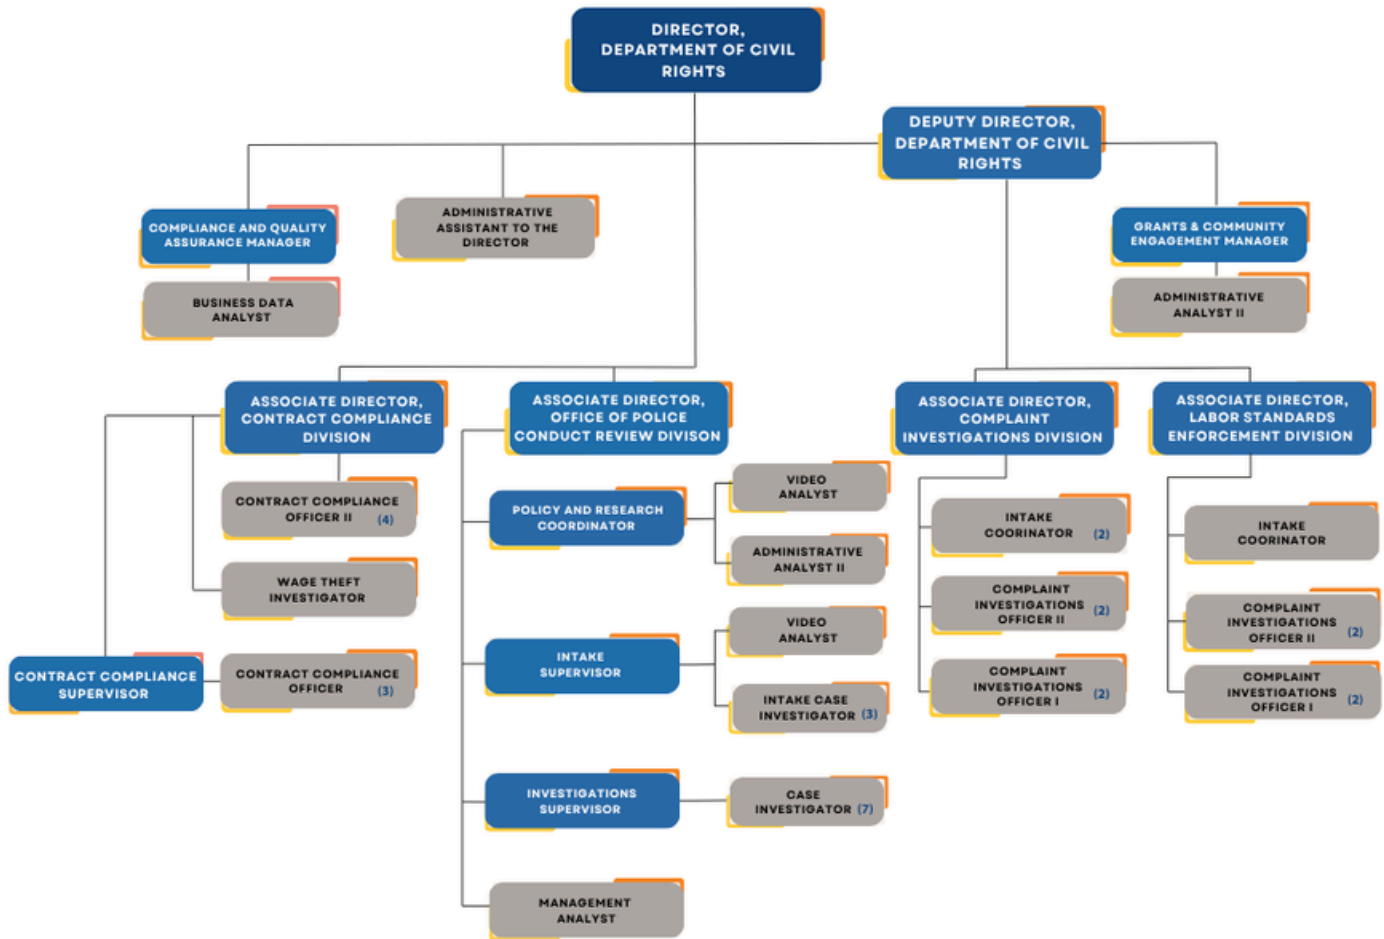 DIRECTOR,
DEPARTMENT OF CIVIL
RIGHTS
DEPUTY DIRECTOR,
DEPARTMENT OF CIVIL
RIGHTS
COMPLIANCE AND QUALITY
ASSURANCE MANAGER
ADMINISTRATIVE
ASSISTANT TO THE
DIRECTOR
GRANTS & COMMUNITY
ENGAGEMENT MANAGER
BUSINESS DATA
ANALYST
ADMINISTRATIVE
ANALYST II
ASSOCIATE DIRECTOR,
CONTRACT COMPLIANCE
DIVISION
CONTRACT COMPLIANCE
OFFICER II (4)
WAGE THEFT
INVESTIGATOR
CONTRACT COMPLIANCE
SUPERVISOR
CONTRACT COMPLIANCE
OFFICER (3)
ASSOCIATE DIRECTOR,
OFFICE OF POLICE
CONDUCT REVIEW DIVISON
POLICY AND RESEARCH
COORDINATOR
VIDEO
ANALYST
ADMINISTRATIVE
ANALYST II
INTAKE
SUPERVISOR
VIDEO
ANALYST
INTAKE CASE
INVESTIGATOR (3)
INVESTIGATIONS
SUPERVISOR
CASE
INVESTIGATOR (7)
MANAGEMENT
ANALYST
ASSOCIATE DIRECTOR,
COMPLAINT
INVESTIGATIONS DIVISION
INTAKE
COORINATOR (2)
COMPLAINT
INVESTIGATIONS (2)
OFFICER II
COMPLAINT
INVESTIGATIONS (2)
OFFICER I
ASSOCIATE DIRECTOR,
LABOR STANDARDS
ENFORCEMENT DIVISION
INTAKE
COORINATOR
COMPLAINT
INVESTIGATIONS
OFFICER II (2)
COMPLAINT
INVESTIGATIONS (2)
OFFICER I